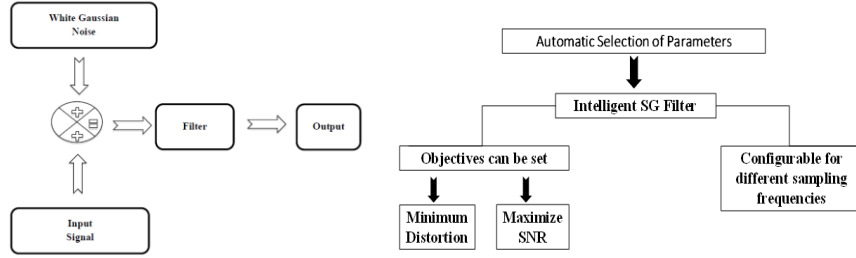 White Gaussian
Noise
Filter
Output
Input
Signal
Automatic Selection of Parameters
Intelligent SG Filter
Objectives can be set
Minimum
Distortion
Maximize
SNR
Configurable for
different sampling
frequencies